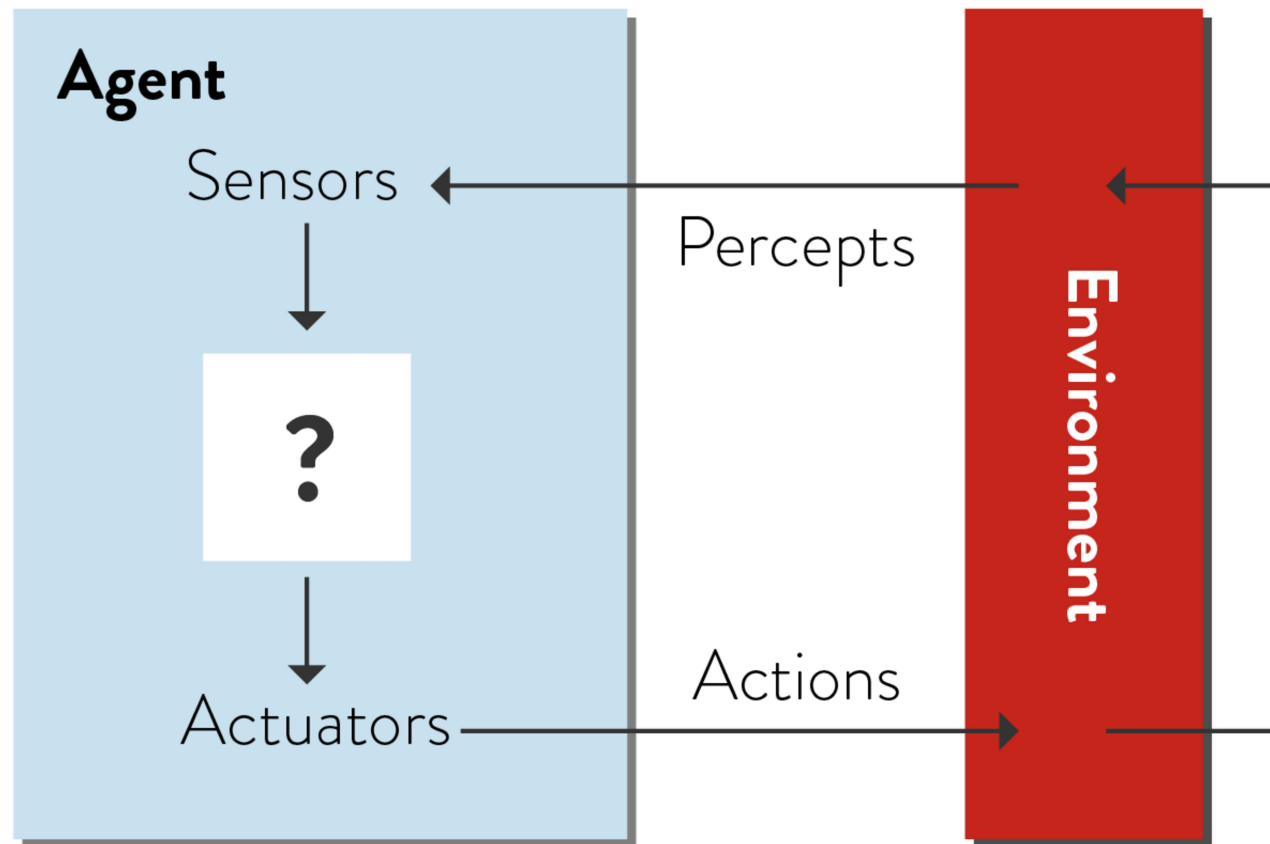 Agent
Sensors
Percepts
?
Environment
Actions
Actuators